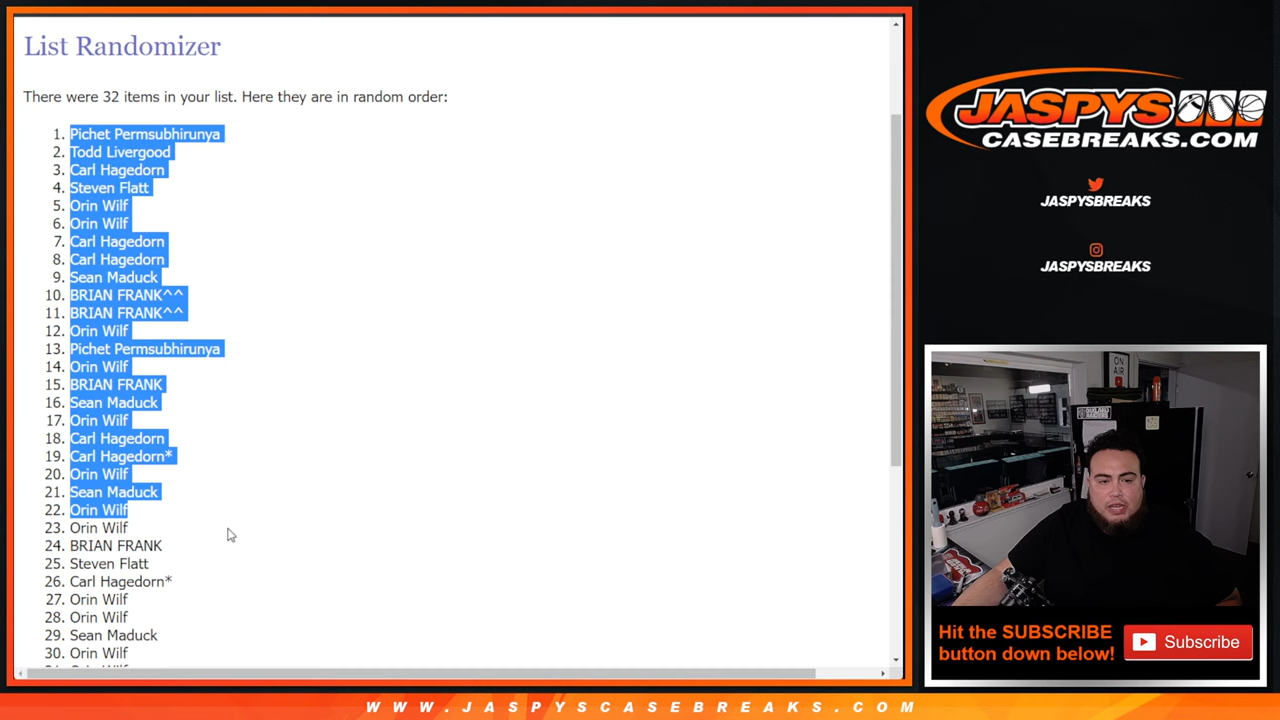 List Randomizer
There were 32 items in your list. Here they are in random order:
1. Pichet Permsubhirunya
2. Todd Livergood
3. Carl Hagedorn
4. Steven Flatt
5. Orin Wilf
6. Orin Wilf
7. Carl Hagedorn
8. Carl Hagedorn
9. Sean Maduck
10. BRIAN FRANK^^
11. BRIAN FRANK^^
12. Orin Wilf
13. Pichet Permsubhirunya
14. Orin Wilf
15. BRIAN FRANK
16. Sean Maduck
17. Orin Wilf
18. Carl Hagedorn
19. Carl Hagedorn*
20. Orin Wilf
21. Sean Maduck
22. Orin Wilf
23. Orin Wilf
24. BRIAN FRANK
25. Steven Flatt
26. Carl Hagedorn*
27. Orin Wilf
28. Orin Wilf
29. Sean Maduck
30. Orin Wilf
JASPYS
CASEBREAKS.COM
JASPYSBREAKS
JASPYSBREAKS
ON
AIR
Hit the SUBSCRIBE
button down below!
Subscribe
WWW.JASPYSCASEBREAKS.COM